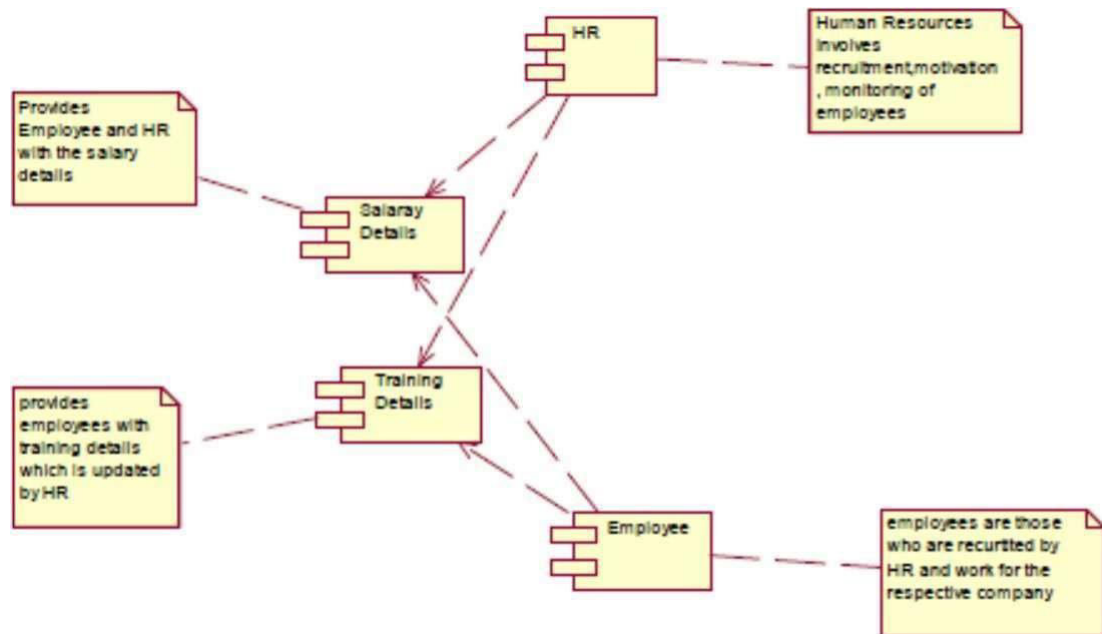 HR
Human Resources
Involves
recruitment,motivation
, monitoring of
employees
Provides
Employee and HR
with the salary
details
Salaray
Details
Training
Details
provides
employees with
training details
which is updated
by HR
Employee
employees are those
who are recurtited by
HR and work for the
respective company